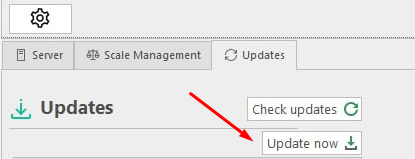 Server Scale Management Updates
Updates Check updates
Update now